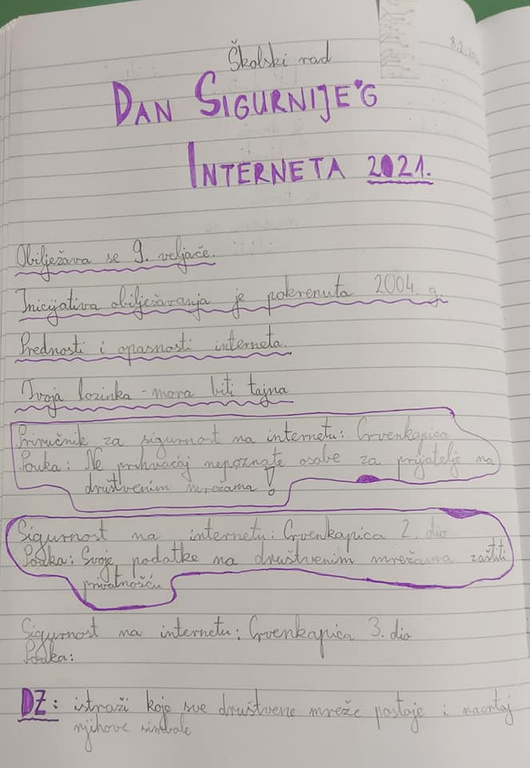 8.2.
Školski rad
DAN SIGURNIJEG
INTERNETA 2021.
Obilježava se 9. veljače.
Inicijativa obilježavanja je pokrenuta 2004. g.
Prednosti i opasnosti interneta.
Tvoja lozinka - mora biti tajna
Priručnik za sigurnost na internetu: Crvenkapica
Pouka: Ne prihvaćaj nepoznate osobe za prijatelje na
društvenim mrežama!
Sigurnost na internetu: Crvenkapica 2. dio
Pouka: Svoje podatke na društvenim mrežama zaštiti
privatnošću
Sigurnost na internetu: Crvenkapica 3. dio
Pouka:
DZ: istraži koje sve društvene mreže postoje i nacrtaj
njihove simbole